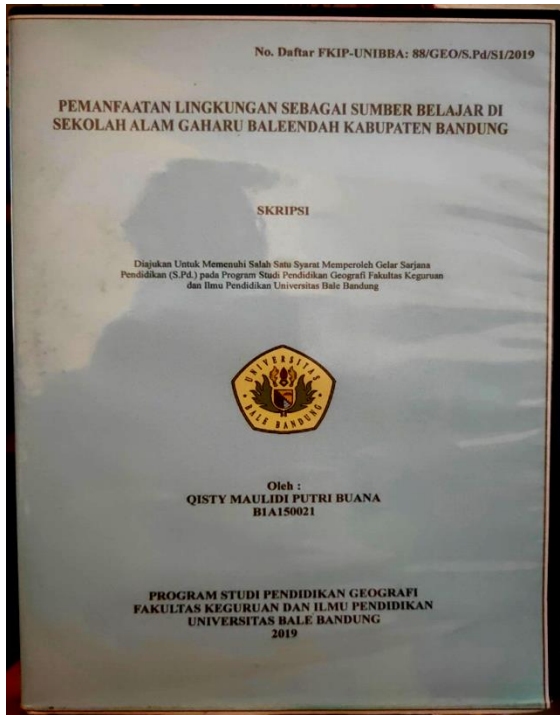 No. Daftar FKIP-UNIBBA: 88/GEO/S.Pd/S1/2019
PEMANFAATAN LINGKUNGAN SEBAGAI SUMBER BELAJAR DI
SEKOLAH ALAM GAHARU BALEENDAH KABUPATEN BANDUNG
SKRIPSI
Diajukan Untuk Memenuhi Salah Satu Syarat Memperoleh Gelar Sarjana
Pendidikan (S.Pd.) pada Program Studi Pendidikan Geografi Fakultas Keguruan
dan Ilmu Pendidikan Universitas Bale Bandung
UNIVERSITAS
BALE BANDUNG
Oleh :
QISTY MAULIDI PUTRI BUANA
B1A150021
PROGRAM STUDI PENDIDIKAN GEOGRAFI
FAKULTAS KEGURUAN DAN ILMU PENDIDIKAN
UNIVERSITAS BALE BANDUNG
2019